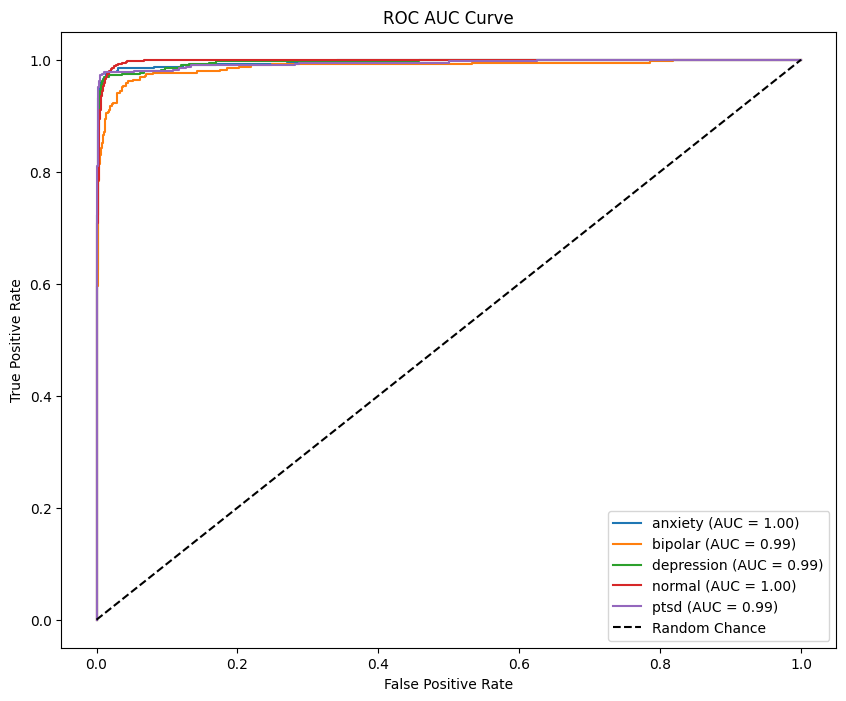 ROC AUC Curve
True Positive Rate
1.0
0.8
0.6
0.4
0.2
0.0
anxiety (AUC = 1.00)
bipolar (AUC = 0.99)
depression (AUC = 0.99)
normal (AUC = 1.00)
ptsd (AUC = 0.99)
Random Chance
0.0 0.2 0.4 0.6 0.8 1.0
False Positive Rate